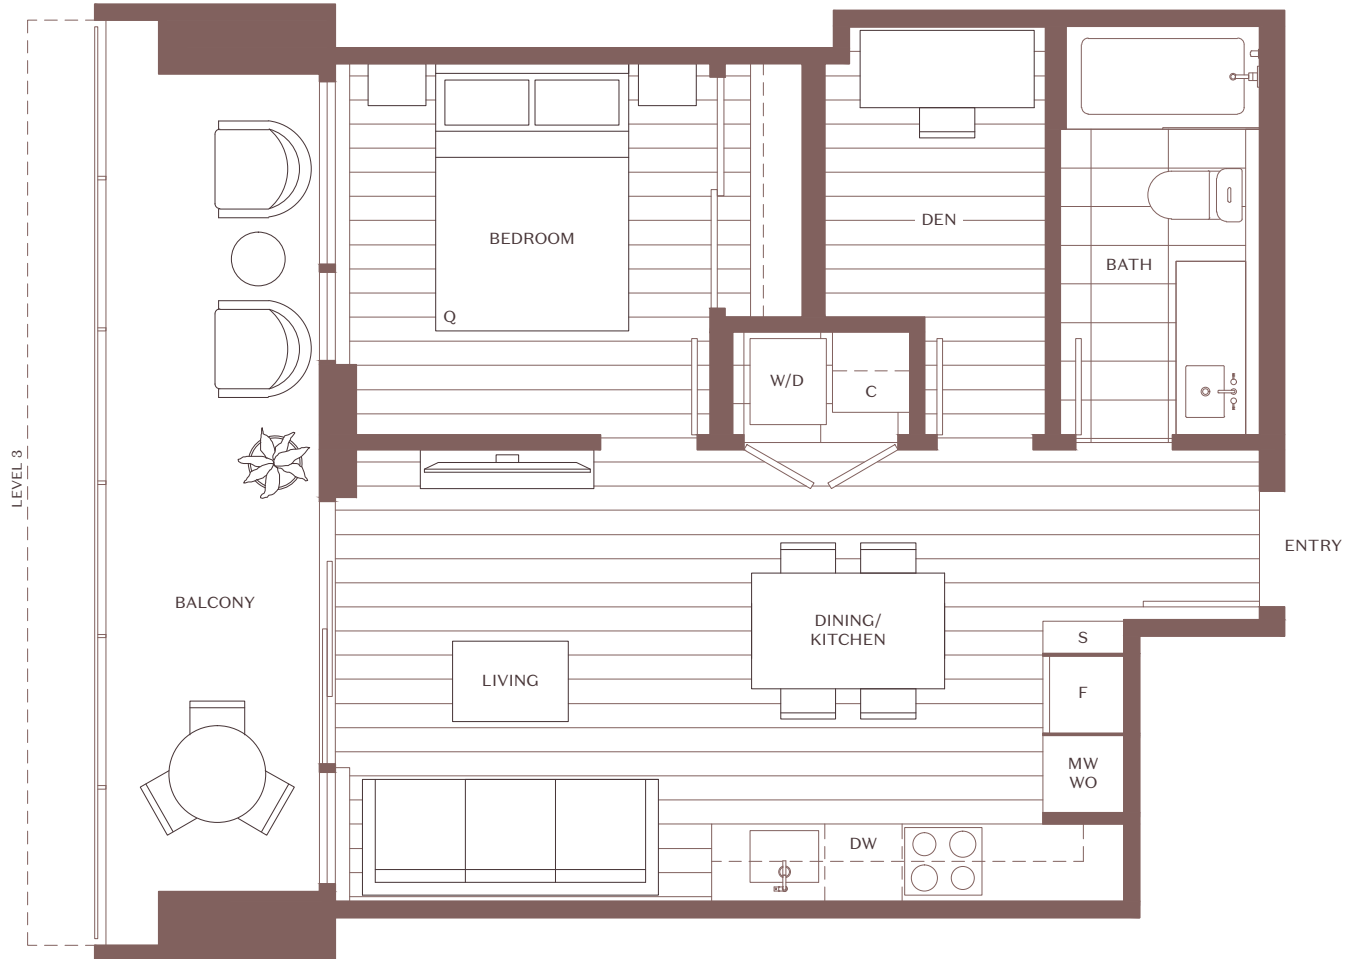 BEDROOM
Q
DEN
BATH
W/D
C
LEVEL 3
ENTRY
BALCONY
DINING/
KITCHEN
LIVING
S
F
MW
WO
DW